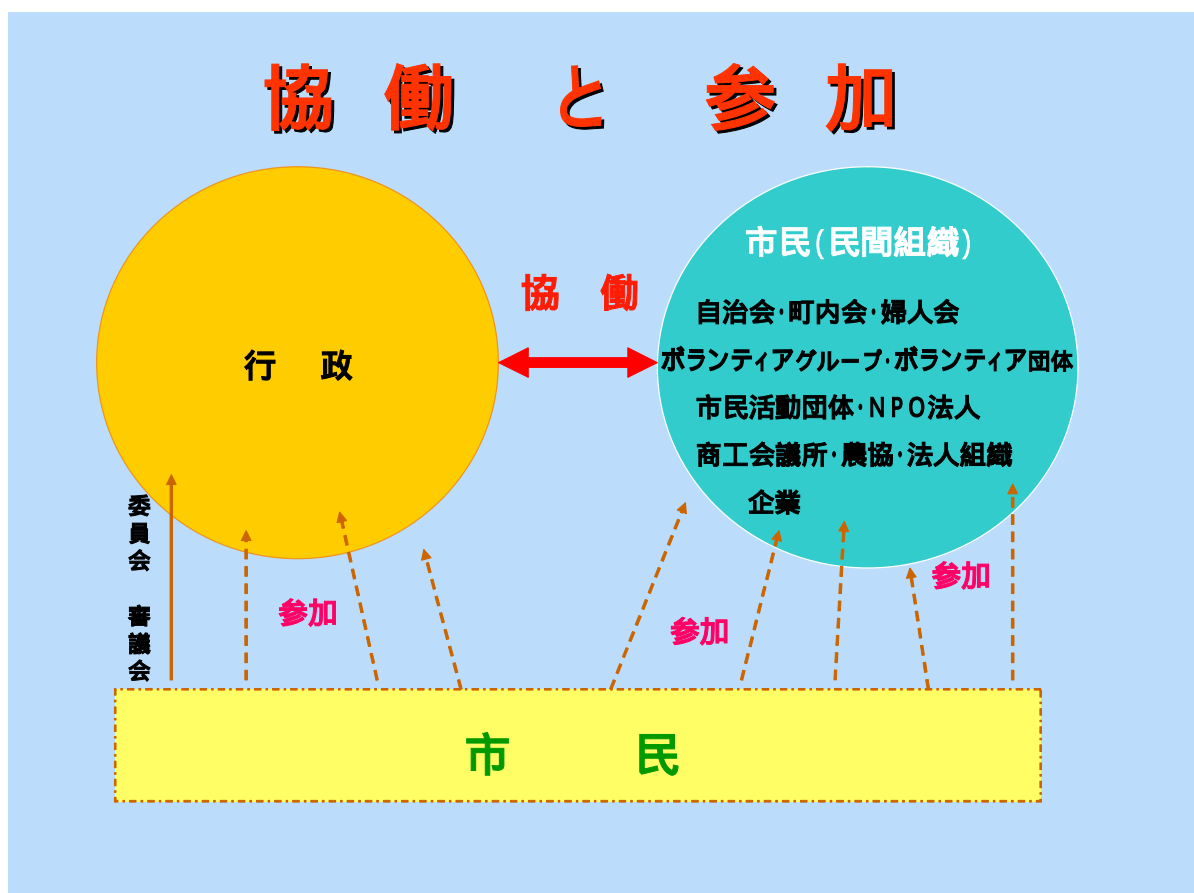 協働と参加
市民(民間組織)
協働
自治会・町内会・婦人会
行政
ボランティアグループ・ボランティア団体
市民活動団体・NPO法人
商工会議所・農協・法人組織
企業
委員会 審議会
参加
参加
参加
市民